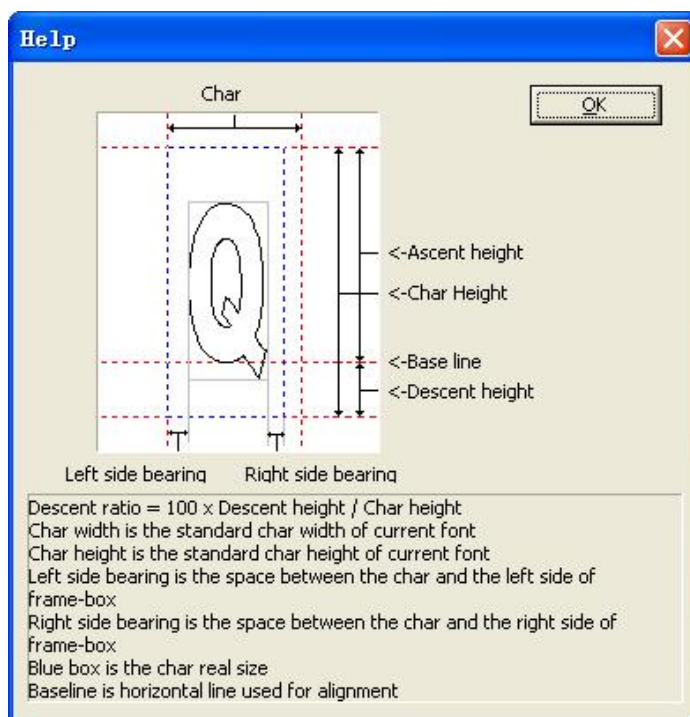 Help
Char
OK
<-Ascent height
<-Char Height
<-Base line
<-Descent height
Left side bearing Right side bearing
Descent ratio = 100 x Descent height / Char height
Char width is the standard char width of current font
Char height is the standard char height of current font
Left side bearing is the space between the char and the left side of
frame-box
Right side bearing is the space between the char and the right side of
frame-box
Blue box is the char real size
Baseline is horizontal line used for alignment